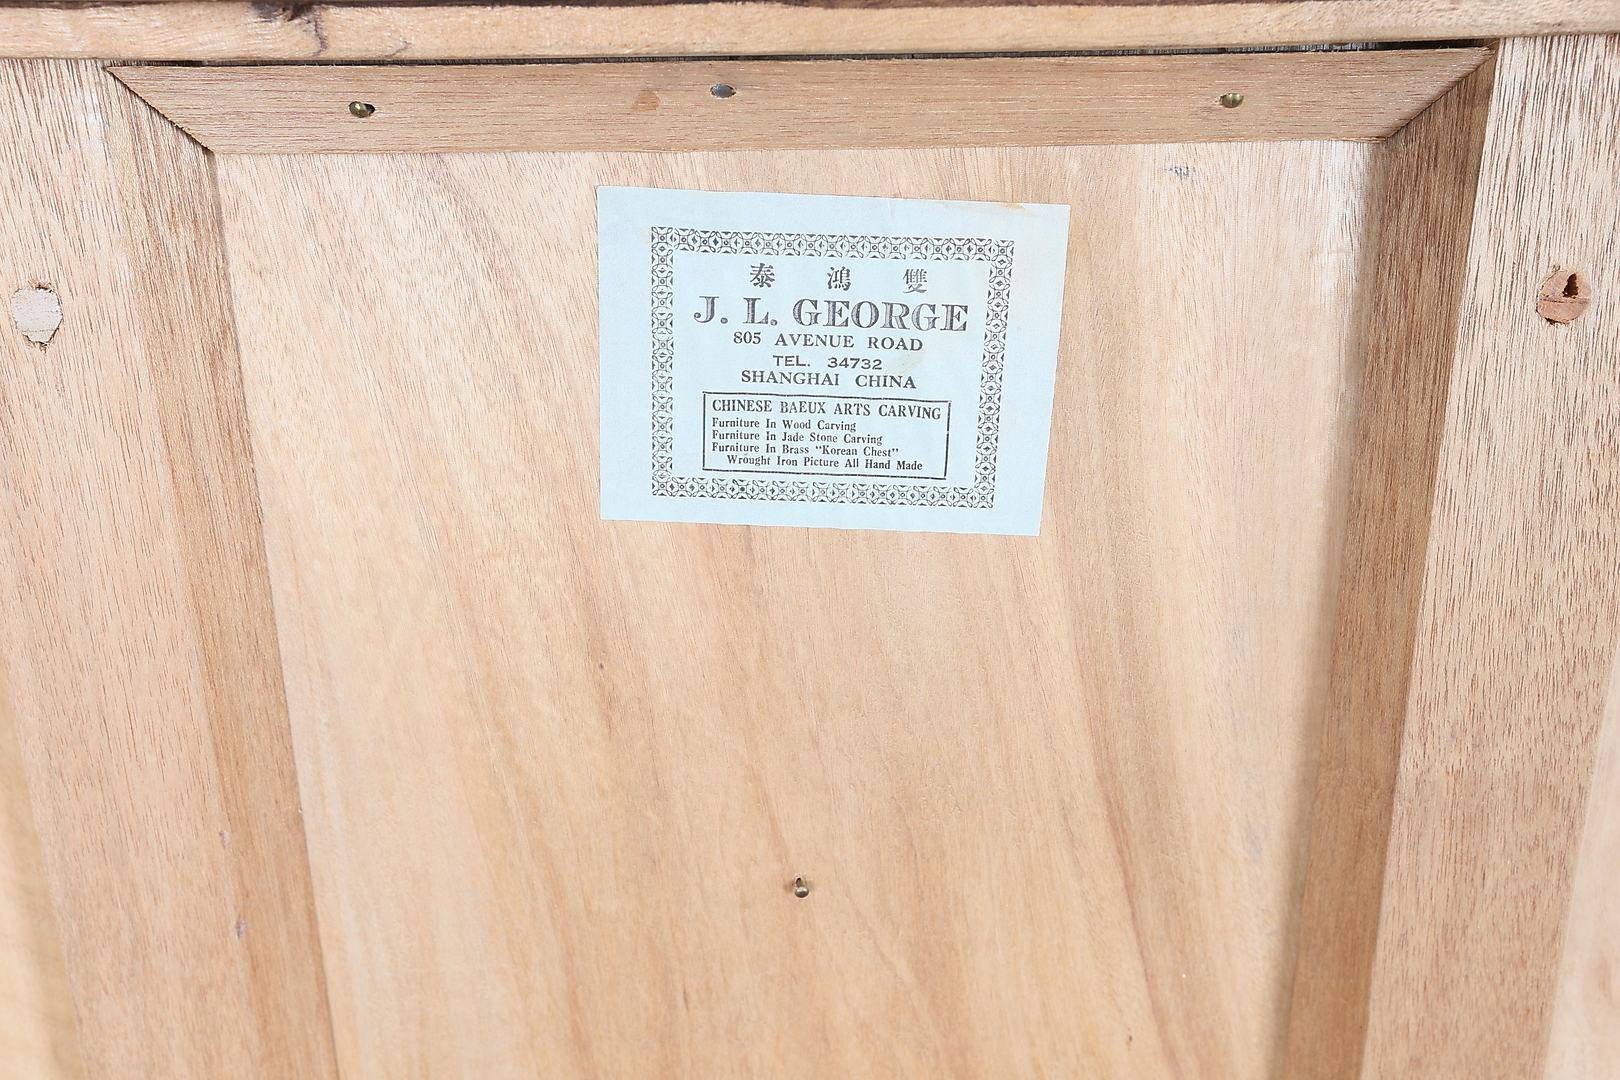 泰 鴻 雙
J. L. GEORGE
805 AVENUE ROAD
TEL. 34732
SHANGHAI CHINA
CHINESE BAEUX ARTS CARVING
Furniture In Wood Carving
Furniture In Jade Stone Carving
Furniture In Brass "Korean Chest"
Wrought Iron Picture All Hand Made